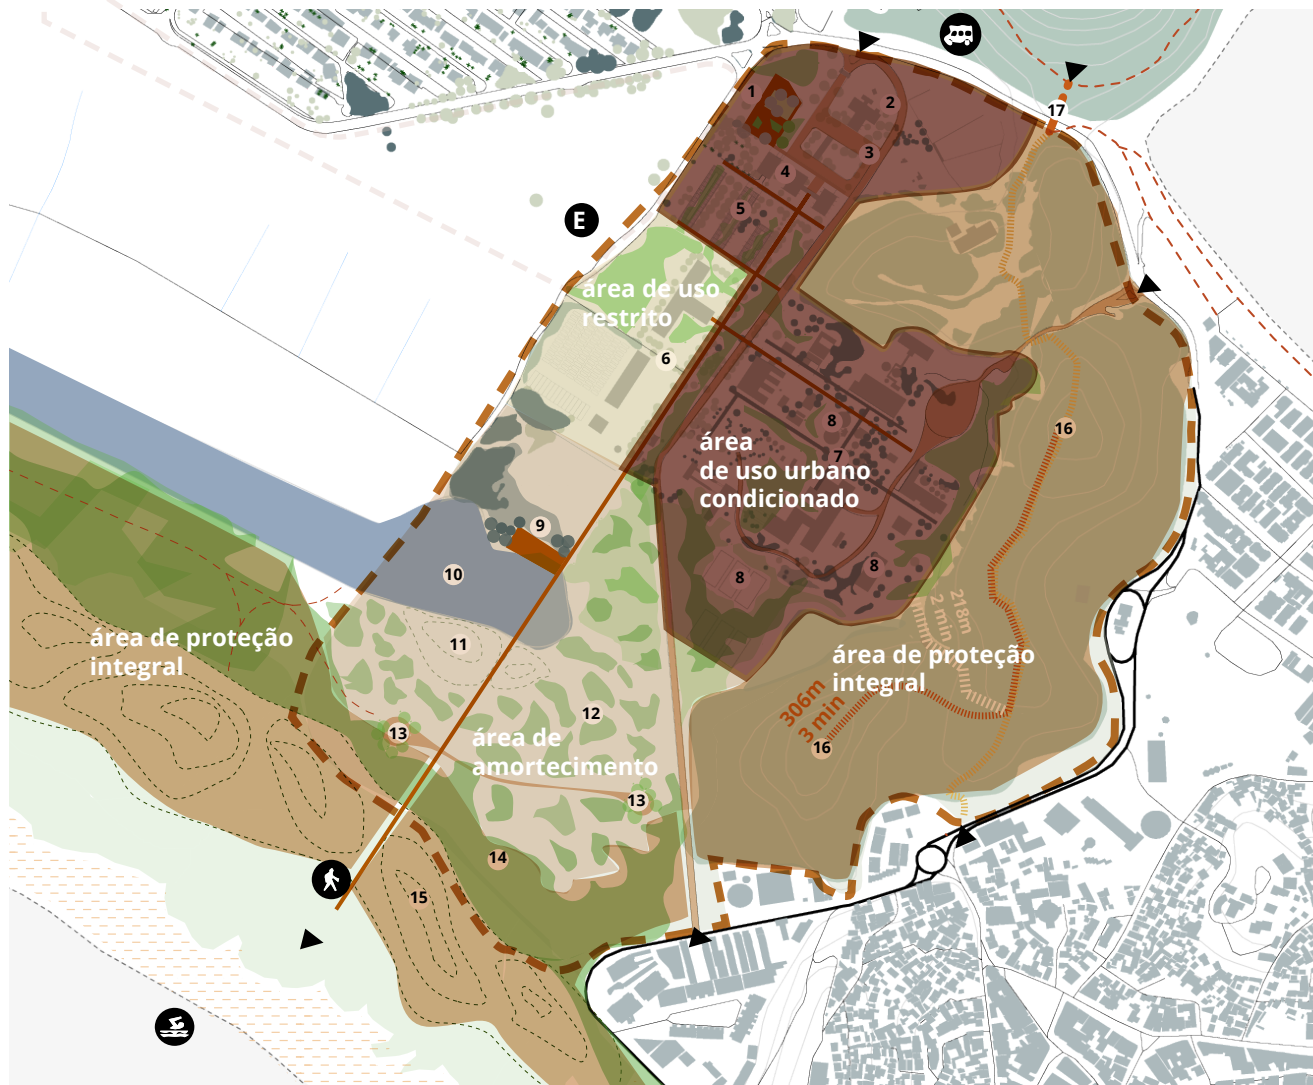 1
2
17
3
4
5
E
área de uso
restrito
6
8
16
área
7
de uso urbano
condicionado
9
10
8
8
218m
2 min
área de proteção
integral
11
área de proteção
integral
306m
3 min
12
13
16
área de
amortecimento
13
14
15